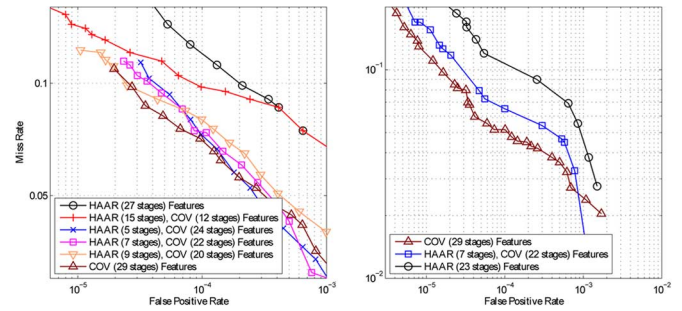 0.1
0.05
Miss Rate
HAAR (27 stages) Features
HAAR (15 stages), COV (12 stages) Features
HAAR (5 stages), COV (24 stages) Features
HAAR (7 stages), COV (22 stages) Features
HAAR (9 stages), COV (20 stages) Features
COV (29 stages) Features
10^-5
10^-4
10^-3
False Positive Rate
10^-1
10^-2
COV (29 stages) Features
HAAR (7 stages), COV (22 stages) Features
HAAR (23 stages) Features
10^-5
10^-4
10^-3
10^-2
False Positive Rate